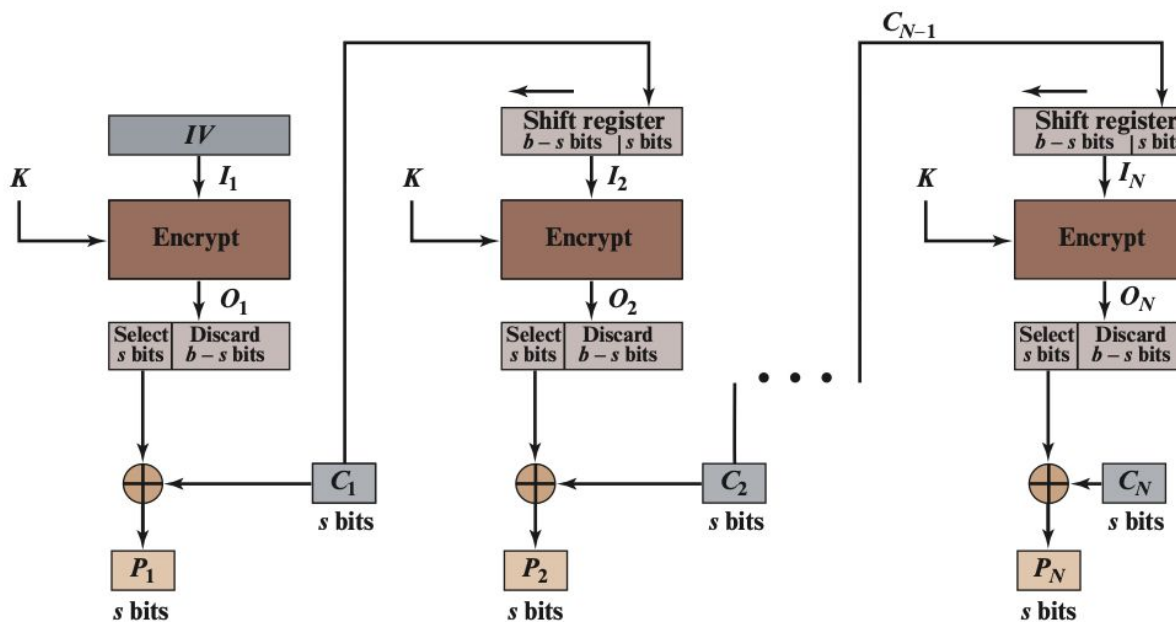 C_{N-1}
Shift register
b – s bits | s bits
Shift register
b – s bits | s bit
IV
K
I_1
K
I_2
K
I_N
Encrypt
Encrypt
Encrypt
O_1
O_2
O_N
Select
s bits
Discard
b – s bits
Select
s bits
Discard
b – s bits
Select
s bits
Discard
b – s bits
• • •
C_1
s bits
C_2
s bits
C_N
s bits
P_1
s bits
P_2
s bits
P_N
s bits